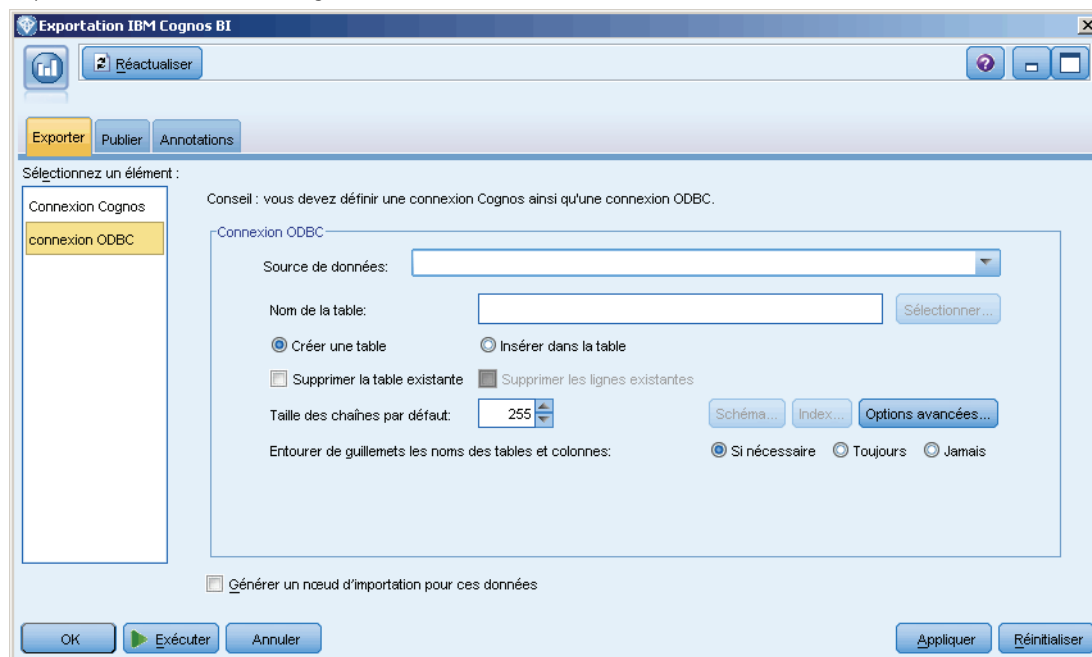 Exportation IBM Cognos BI
Réactualiser
Exporter Publier Annotations
Sélectionnez un élément :
Connexion Cognos
connexion ODBC
Conseil : vous devez définir une connexion Cognos ainsi qu'une connexion ODBC.
Connexion ODBC
Source de données:
Nom de la table: Sélectionner...
Créer une table Insérer dans la table
Supprimer la table existante Supprimer les lignes existantes
Taille des chaînes par défaut: 255 Schéma... Index... Options avancées...
Entourer de guillemets les noms des tables et colonnes: Si nécessaire Toujours Jamais
Générer un nœud d'importation pour ces données
OK Exécuter Annuler Appliquer Réinitialiser